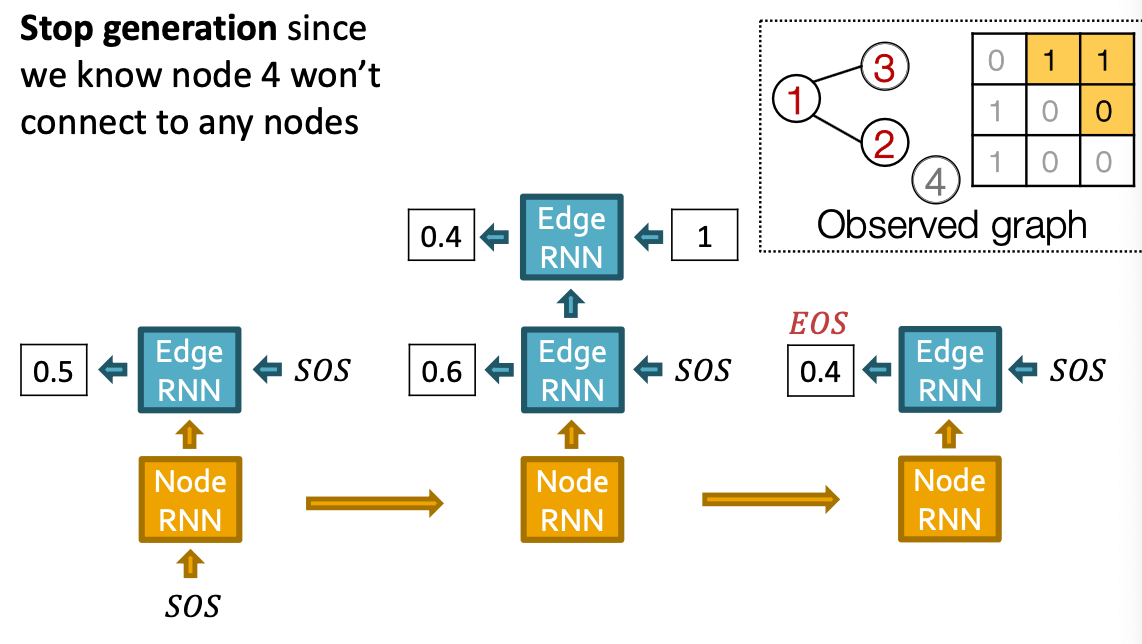 Stop generation since
we know node 4 won't
connect to any nodes
1
3
2
4
0 1 1
1 0 0
1 0 0
Observed graph
0.4
Edge
RNN
1
0.5
Edge
RNN
SOS
0.6
Edge
RNN
SOS
EOS
0.4
Edge
RNN
SOS
Node
RNN
Node
RNN
Node
RNN
SOS